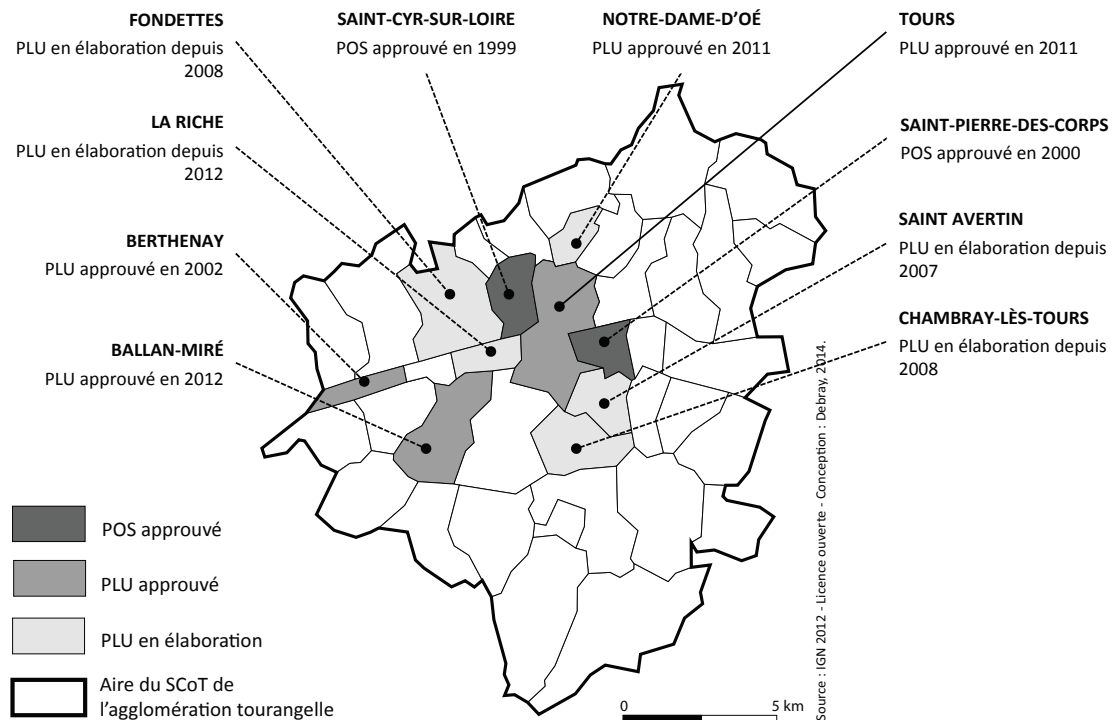 FONDETTES
PLU en élaboration depuis
2008
SAINT-CYR-SUR-LOIRE
POS approuvé en 1999
NOTRE-DAME-D’OÉ
PLU approuvé en 2011
TOURS
PLU approuvé en 2011
LA RICHE
PLU en élaboration depuis
2012
SAINT-PIERRE-DES-CORPS
POS approuvé en 2000
BERTHENAY
PLU approuvé en 2002
SAINT AVERTIN
PLU en élaboration depuis
2007
BALLAN-MIRÉ
PLU approuvé en 2012
CHAMBRAY-LÈS-TOURS
PLU en élaboration depuis
2008
POS approuvé
PLU approuvé
PLU en élaboration
Aire du SCoT de
l’agglomération tourangelle
0 5 km
Source : IGN 2012 - Licence ouverte - Conception : Debray, 2014.